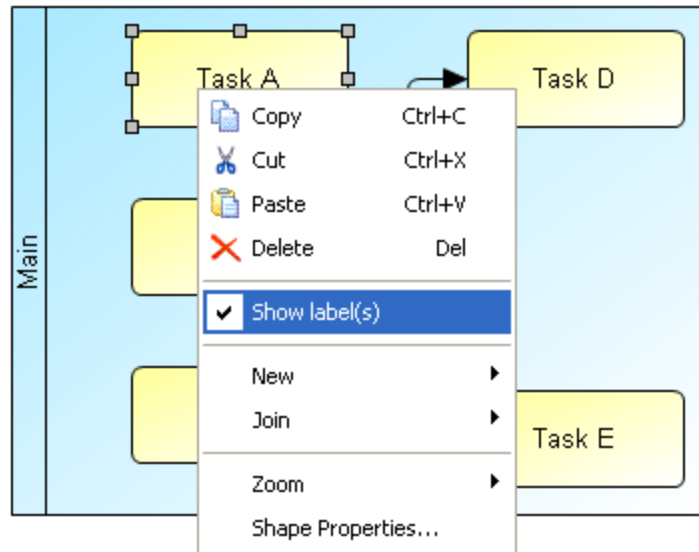 Task A
Task D
Copy Ctrl+C
Cut Ctrl+X
Paste Ctrl+V
Delete Del
Main
Show label(s)
New
Join
Task E
Zoom
Shape Properties...